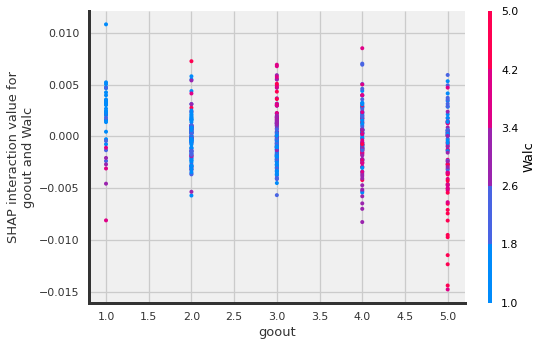 0.010
0.005
0.000
−0.005
−0.010
−0.015
SHAP interaction value for
goout and Walc
1.0 1.5 2.0 2.5 3.0 3.5 4.0 4.5 5.0
goout
5.0
4.2
3.4
2.6
1.8
1.0
Walc